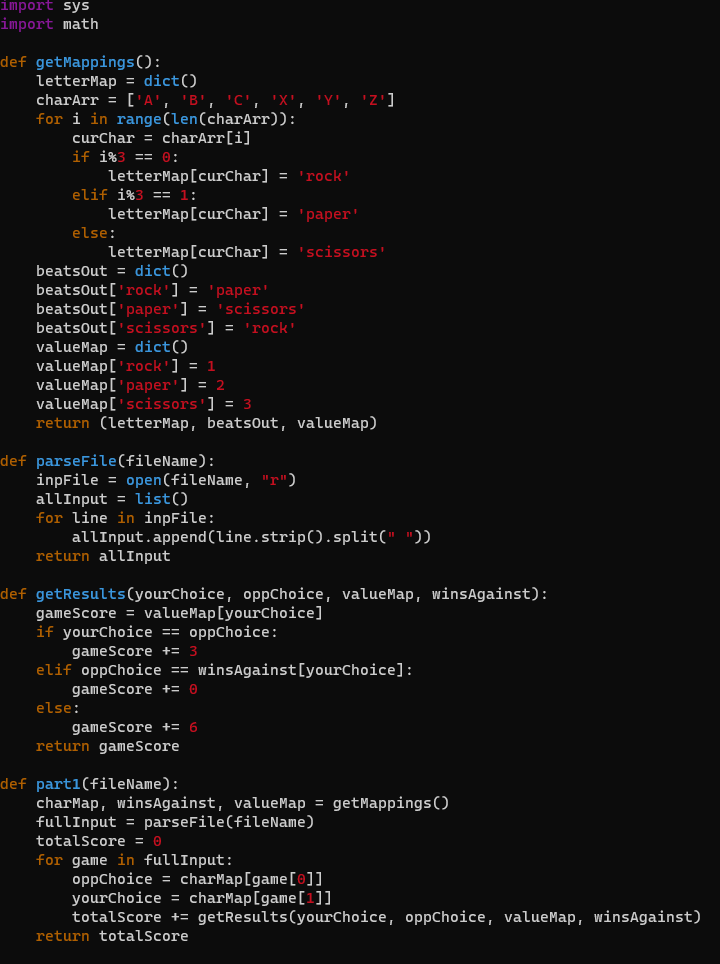 import sys
import math

def getMappings():
    letterMap = dict()
    charArr = ['A', 'B', 'C', 'X', 'Y', 'Z']
    for i in range(len(charArr)):
        curChar = charArr[i]
        if i%3 == 0:
            letterMap[curChar] = 'rock'
        elif i%3 == 1:
            letterMap[curChar] = 'paper'
        else:
            letterMap[curChar] = 'scissors'
    beatsOut = dict()
    beatsOut['rock'] = 'paper'
    beatsOut['paper'] = 'scissors'
    beatsOut['scissors'] = 'rock'
    valueMap = dict()
    valueMap['rock'] = 1
    valueMap['paper'] = 2
    valueMap['scissors'] = 3
    return (letterMap, beatsOut, valueMap)

def parseFile(fileName):
    inpFile = open(fileName, "r")
    allInput = list()
    for line in inpFile:
        allInput.append(line.strip().split(" "))
    return allInput

def getResults(yourChoice, oppChoice, valueMap, winsAgainst):
    gameScore = valueMap[yourChoice]
    if yourChoice == oppChoice:
        gameScore += 3
    elif oppChoice == winsAgainst[yourChoice]:
        gameScore += 0
    else:
        gameScore += 6
    return gameScore

def part1(fileName):
    charMap, winsAgainst, valueMap = getMappings()
    fullInput = parseFile(fileName)
    totalScore = 0
    for game in fullInput:
        oppChoice = charMap[game[0]]
        yourChoice = charMap[game[1]]
        totalScore += getResults(yourChoice, oppChoice, valueMap, winsAgainst)
    return totalScore